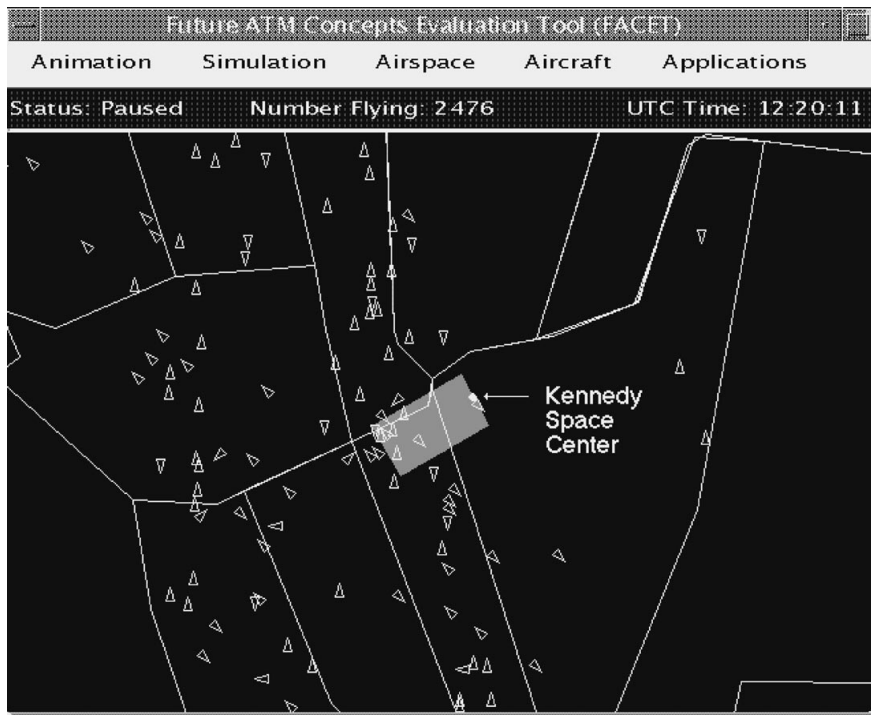 Future ATM Concepts Evaluation Tool (FACET)
Animation Simulation Airspace Aircraft Applications
Status: Paused Number Flying: 2476 UTC Time: 12:20:11
Kennedy
Space
Center